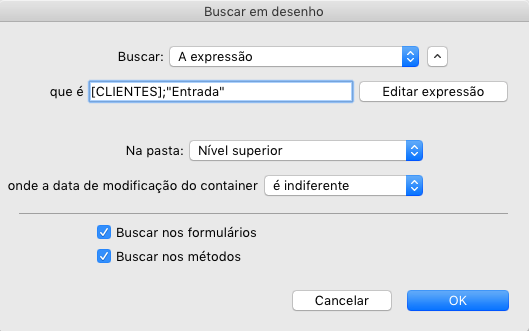 Buscar em desenho
Buscar: A expressão
que é [CLIENTES];"Entrada" Editar expressão
Na pasta: Nível superior
onde a data de modificação do container é indiferente
Buscar nos formulários
Buscar nos métodos
Cancelar OK